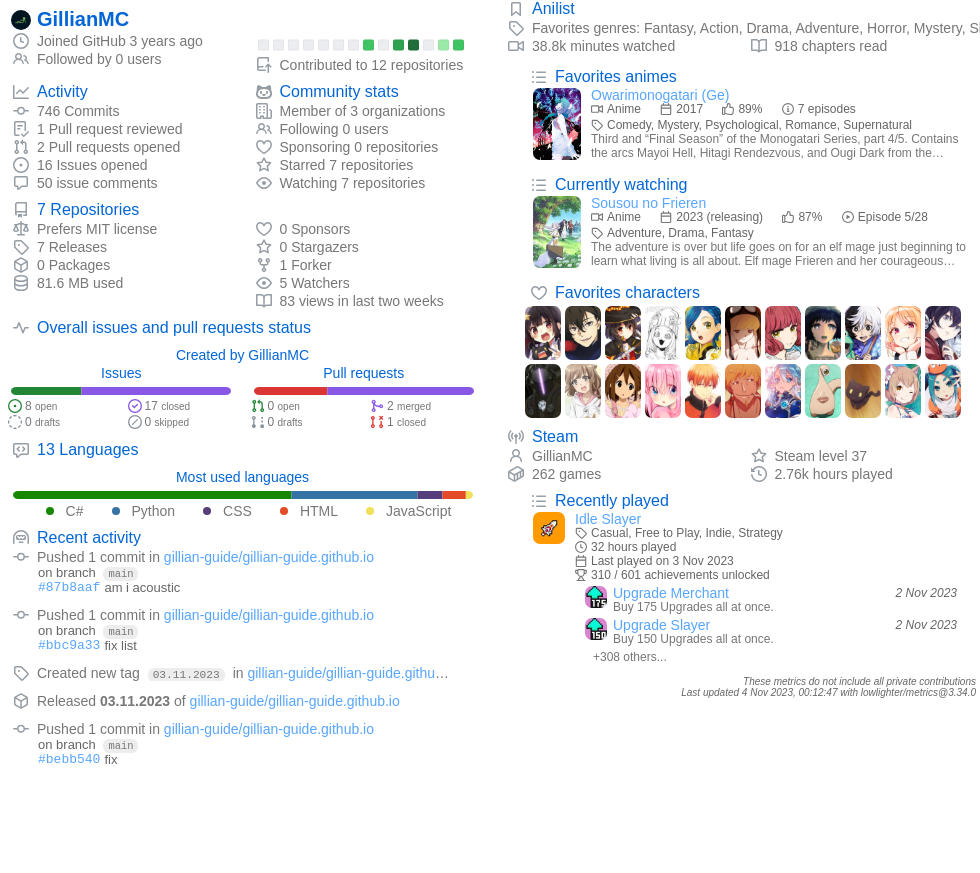 GillianMC
Joined GitHub 3 years ago
Followed by 0 users
Contributed to 12 repositories
Activity
746 Commits
1 Pull request reviewed
2 Pull requests opened
16 Issues opened
50 issue comments
Community stats
Member of 3 organizations
Following 0 users
Sponsoring 0 repositories
Starred 7 repositories
Watching 7 repositories
7 Repositories
Prefers MIT license
7 Releases
0 Packages
81.6 MB used
0 Sponsors
0 Stargazers
1 Forker
5 Watchers
83 views in last two weeks
Overall issues and pull requests status
Created by GillianMC
Issues
8 open
17 closed
0 drafts
0 skipped
Pull requests
0 open
2 merged
0 drafts
1 closed
13 Languages
Most used languages
C# Python CSS HTML JavaScript
Recent activity
Pushed 1 commit in gillian-guide/gillian-guide.github.io
on branch main
#87b8aaf am i acoustic
Pushed 1 commit in gillian-guide/gillian-guide.github.io
on branch main
#bbc9a33 fix list
Created new tag 03.11.2023 in gillian-guide/gillian-guide.githu…
Released 03.11.2023 of gillian-guide/gillian-guide.github.io
Pushed 1 commit in gillian-guide/gillian-guide.github.io
on branch main
#bebb540 fix
Anilist
Favorites genres: Fantasy, Action, Drama, Adventure, Horror, Mystery, Sl
38.8k minutes watched
918 chapters read
Favorites animes
Owarimonogatari (Ge)
Anime 2017 89% 7 episodes
Comedy, Mystery, Psychological, Romance, Supernatural
Third and “Final Season” of the Monogatari Series, part 4/5. Contains
the arcs Mayoi Hell, Hitagi Rendezvous, and Ougi Dark from the…
Currently watching
Sousou no Frieren
Anime 2023 (releasing) 87% Episode 5/28
Adventure, Drama, Fantasy
The adventure is over but life goes on for an elf mage just beginning to
learn what living is all about. Elf mage Frieren and her courageous…
Favorites characters
Steam
GillianMC
Steam level 37
262 games
2.76k hours played
Recently played
Idle Slayer
Casual, Free to Play, Indie, Strategy
32 hours played
Last played on 3 Nov 2023
310 / 601 achievements unlocked
175
Upgrade Merchant 2 Nov 2023
Buy 175 Upgrades all at once.
150
Upgrade Slayer 2 Nov 2023
Buy 150 Upgrades all at once.
+308 others...
These metrics do not include all private contributions
Last updated 4 Nov 2023, 00:12:47 with lowlighter/metrics@3.34.0